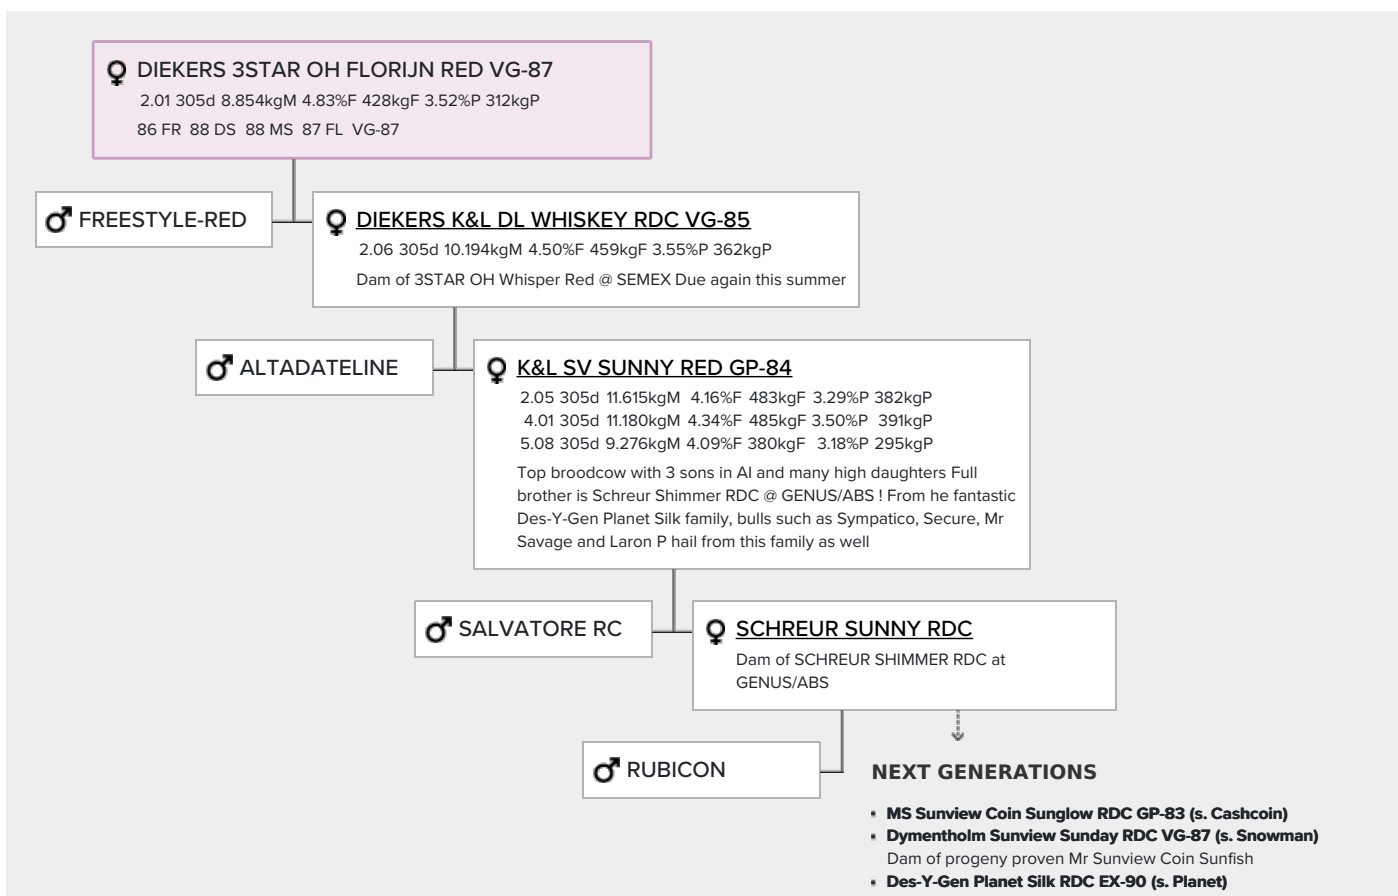 DIEKERS 3STAR OH FLORIJN RED VG-87
2.01 305d 8.854kgM 4.83%F 428kgF 3.52%P 312kgP
86 FR 88 DS 88 MS 87 FL VG-87
FREESTYLE-RED
DIEKERS K&L DL WHISKEY RDC VG-85
2.06 305d 10.194kgM 4.50%F 459kgF 3.55%P 362kgP
Dam of 3STAR OH Whisper Red @ SEMEX Due again this summer
ALTADATELINE
K&L SV SUNNY RED GP-84
2.05 305d 11.615kgM 4.16%F 483kgF 3.29%P 382kgP
4.01 305d 11.180kgM 4.34%F 485kgF 3.50%P 391kgP
5.08 305d 9.276kgM 4.09%F 380kgF 3.18%P 295kgP
Top broodcow with 3 sons in AI and many high daughters Full
brother is Schreur Shimmer RDC @ GENUS/ABS ! From he fantastic
Des-Y-Gen Planet Silk family, bulls such as Sympatico, Secure, Mr
Savage and Laron P hail from this family as well
SALVATORE RC
SCHREUR SUNNY RDC
Dam of SCHREUR SHIMMER RDC at
GENUS/ABS
RUBICON
NEXT GENERATIONS
MS Sunview Coin Sunglow RDC GP-83 (s. Cashcoin)
Dymentholm Sunview Sunday RDC VG-87 (s. Snowman)
Dam of progeny proven Mr Sunview Coin Sunfish
Des-Y-Gen Planet Silk RDC EX-90 (s. Planet)